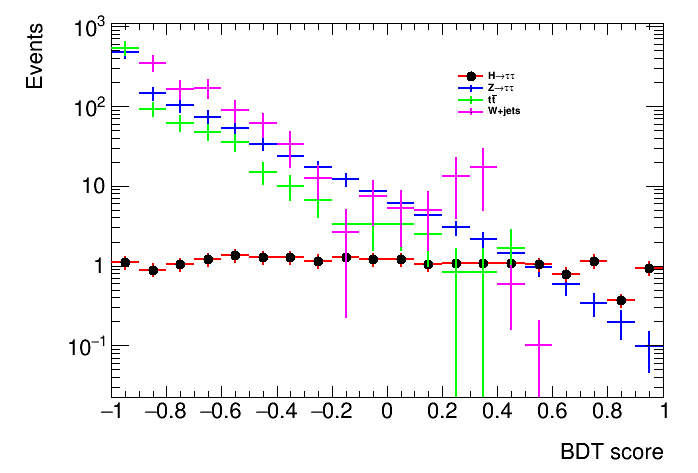 Events
10³
10²
10
1
10⁻¹
H→ττ
Z→ττ
tt̄
W+jets
−1 −0.8 −0.6 −0.4 −0.2 0 0.2 0.4 0.6 0.8 1
BDT score